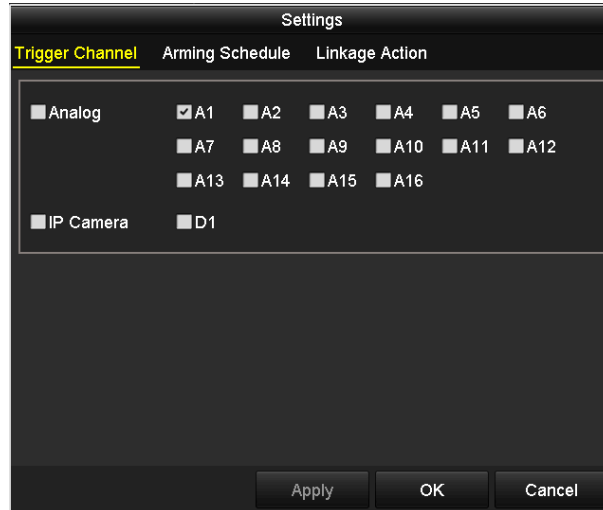 Settings
Trigger Channel Arming Schedule Linkage Action
Analog A1 A2 A3 A4 A5 A6
A7 A8 A9 A10 A11 A12
A13 A14 A15 A16
IP Camera D1
Apply OK Cancel